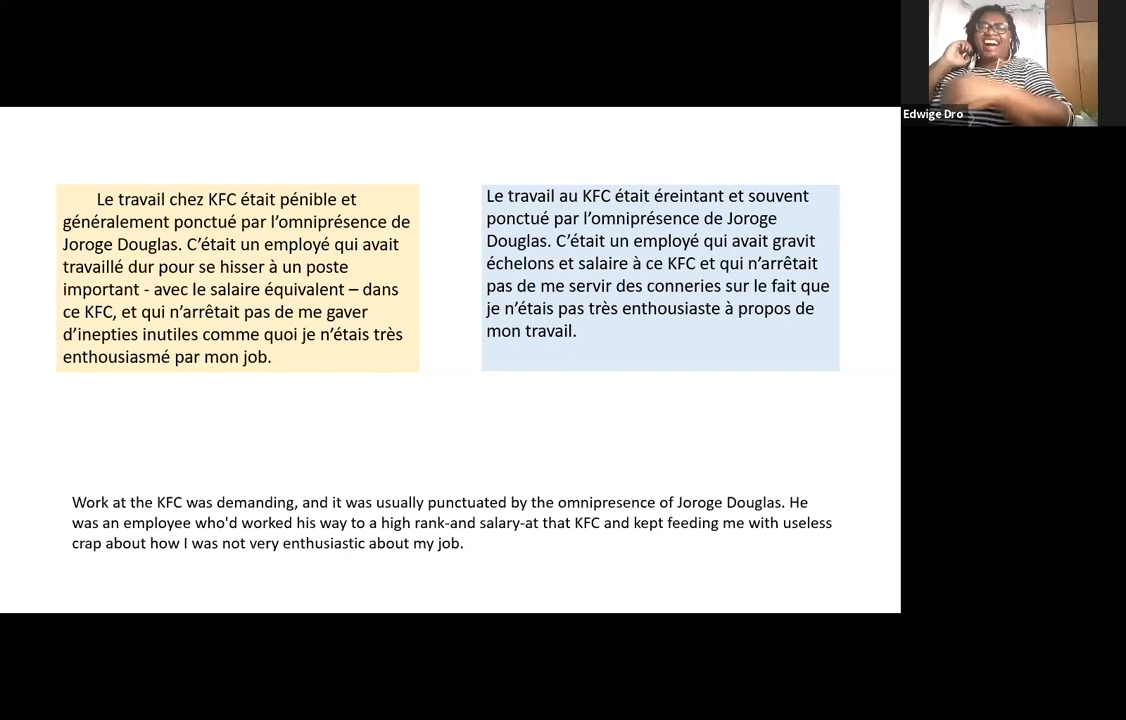 Edwige Dro
Le travail chez KFC était pénible et
généralement ponctué par l’omniprésence de
Joroge Douglas. C’était un employé qui avait
travaillé dur pour se hisser à un poste
important - avec le salaire équivalent – dans
ce KFC, et qui n’arrêtait pas de me gaver
d’inepties inutiles comme quoi je n’étais très
enthousiasmé par mon job.
Le travail au KFC était éreintant et souvent
ponctué par l’omniprésence de Joroge
Douglas. C’était un employé qui avait gravit
échelons et salaire à ce KFC et qui n’arrêtait
pas de me servir des conneries sur le fait que
je n’étais pas très enthousiaste à propos de
mon travail.
Work at the KFC was demanding, and it was usually punctuated by the omnipresence of Joroge Douglas. He
was an employee who'd worked his way to a high rank-and salary-at that KFC and kept feeding me with useless
crap about how I was not very enthusiastic about my job.